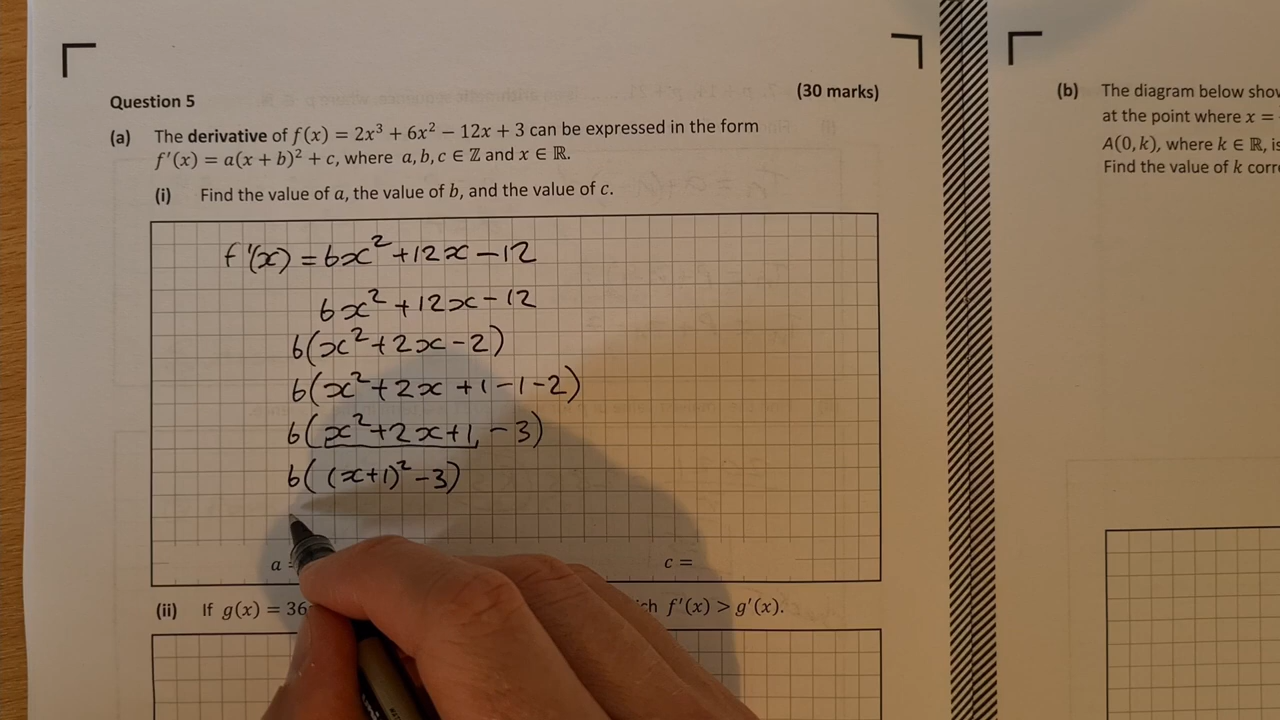 Question 5
(30 marks)
(a) The derivative of f(x) = 2x³ + 6x² − 12x + 3 can be expressed in the form
f′(x) = a(x + b)² + c, where a, b, c ∈ ℤ and x ∈ ℝ.
(i) Find the value of a, the value of b, and the value of c.
f'(x) = 6x² + 12x − 12
6x² + 12x − 12
6(x² + 2x − 2)
6(x² + 2x + 1 − 1 − 2)
6(x² + 2x + 1, − 3)
6((x+1)² − 3)
a =
c =
(ii) If g(x) = 36 f′(x) > g′(x).
(b) The diagram below
at the point where x =
A(0, k), where k ∈ ℝ,
Find the value of k